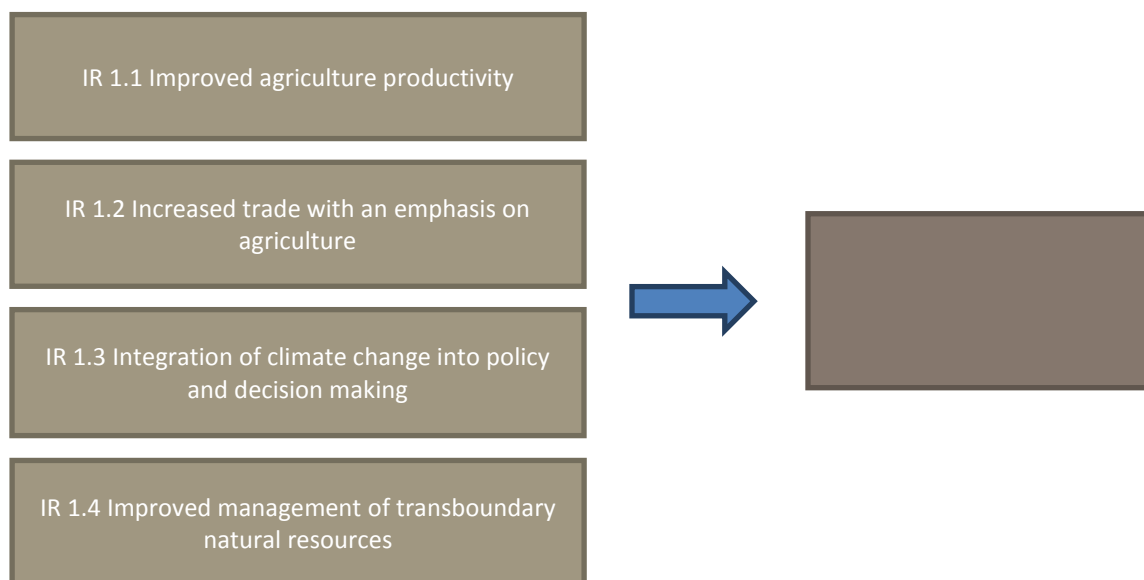 IR 1.1 Improved agriculture productivity
IR 1.2 Increased trade with an emphasis on
agriculture
IR 1.3 Integration of climate change into policy
and decision making
IR 1.4 Improved management of transboundary
natural resources